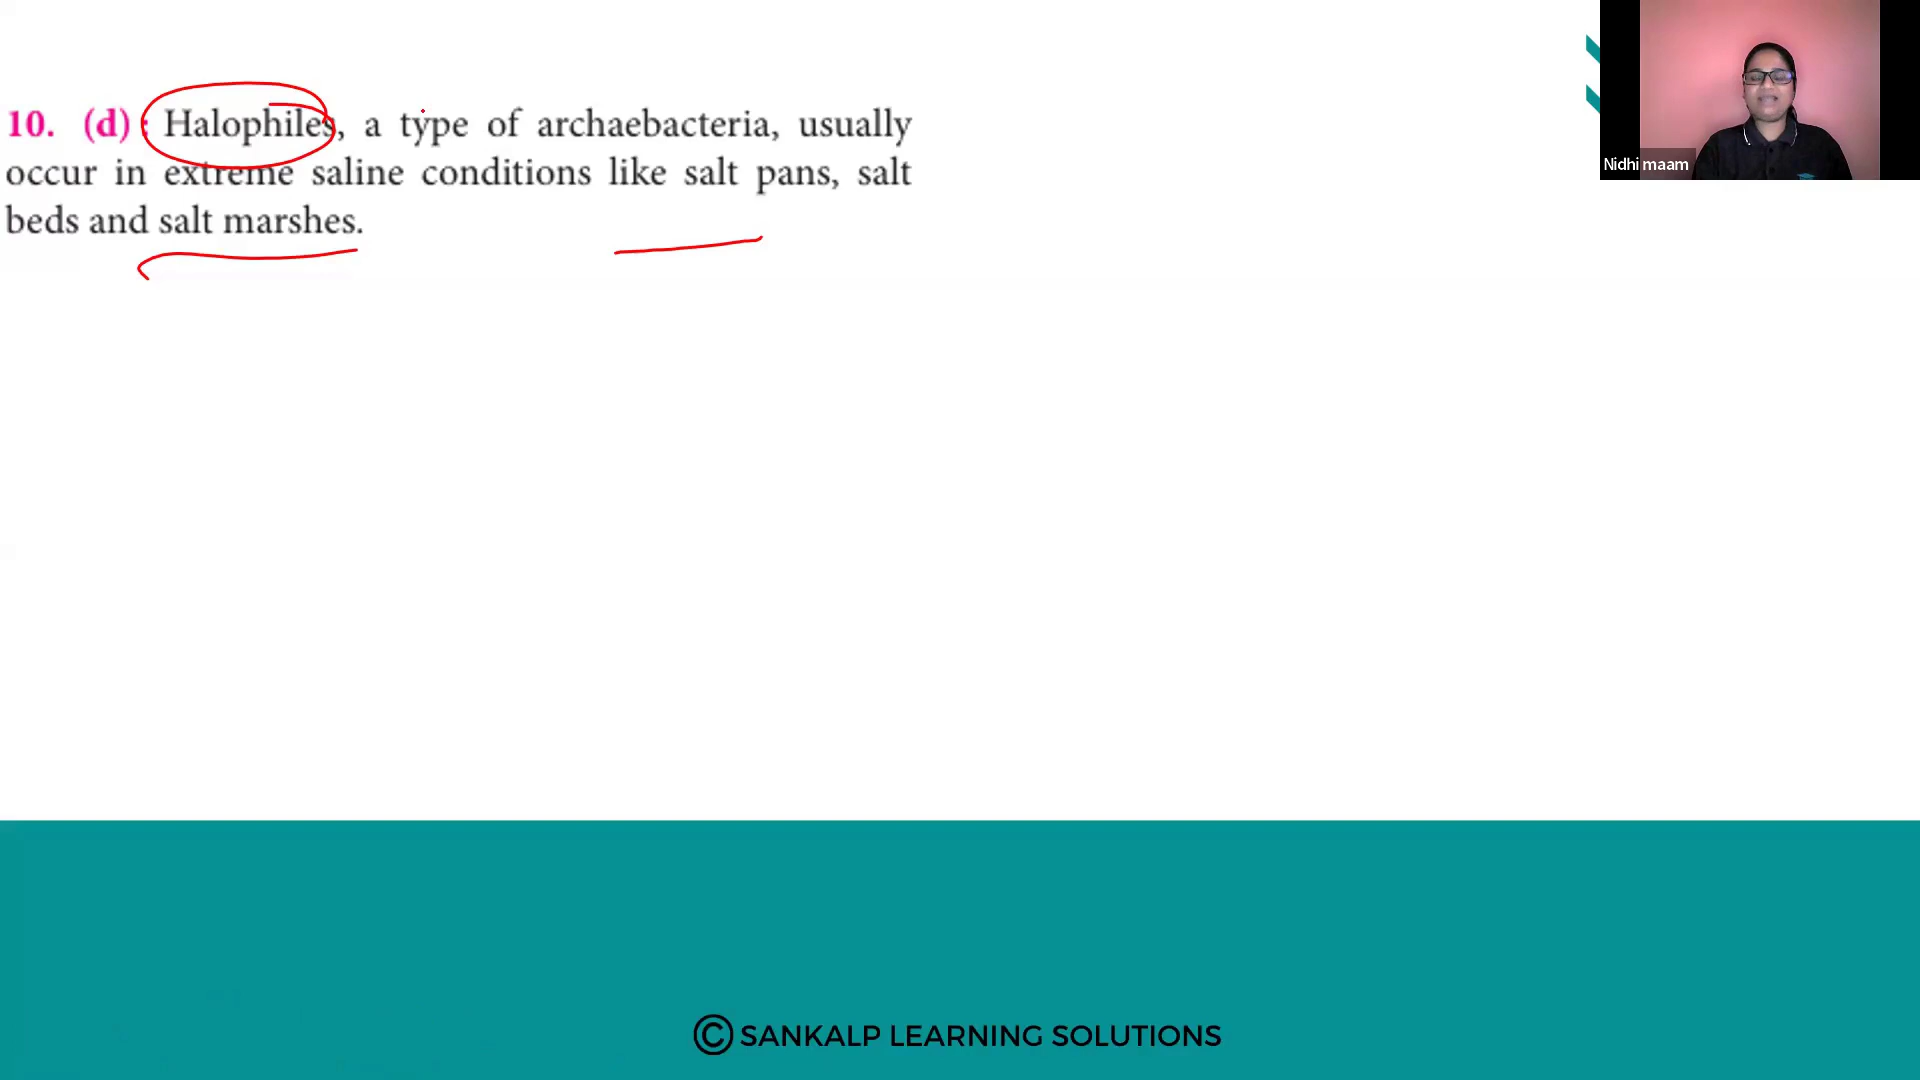 10. (d) : Halophiles, a type of archaebacteria, usually
occur in extreme saline conditions like salt pans, salt
beds and salt marshes.
Nidhi maam
© SANKALP LEARNING SOLUTIONS